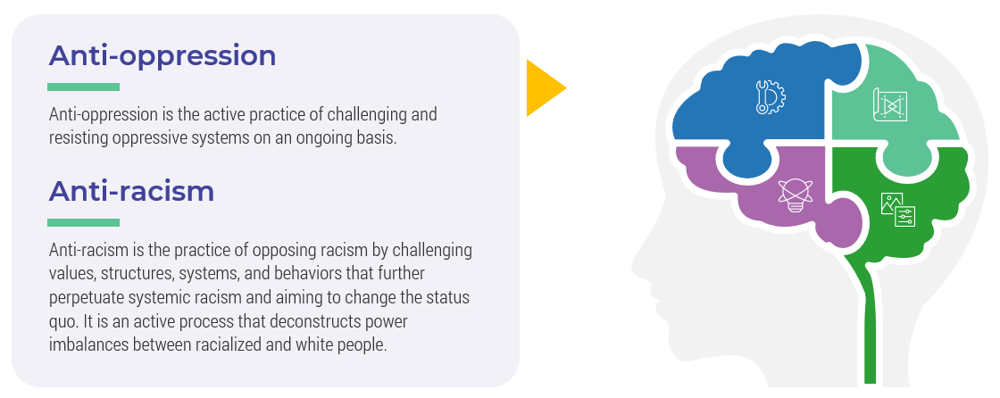 Anti-oppression
Anti-oppression is the active practice of challenging and
resisting oppressive systems on an ongoing basis.
Anti-racism
Anti-racism is the practice of opposing racism by challenging
values, structures, systems, and behaviors that further
perpetuate systemic racism and aiming to change the status
quo. It is an active process that deconstructs power
imbalances between racialized and white people.